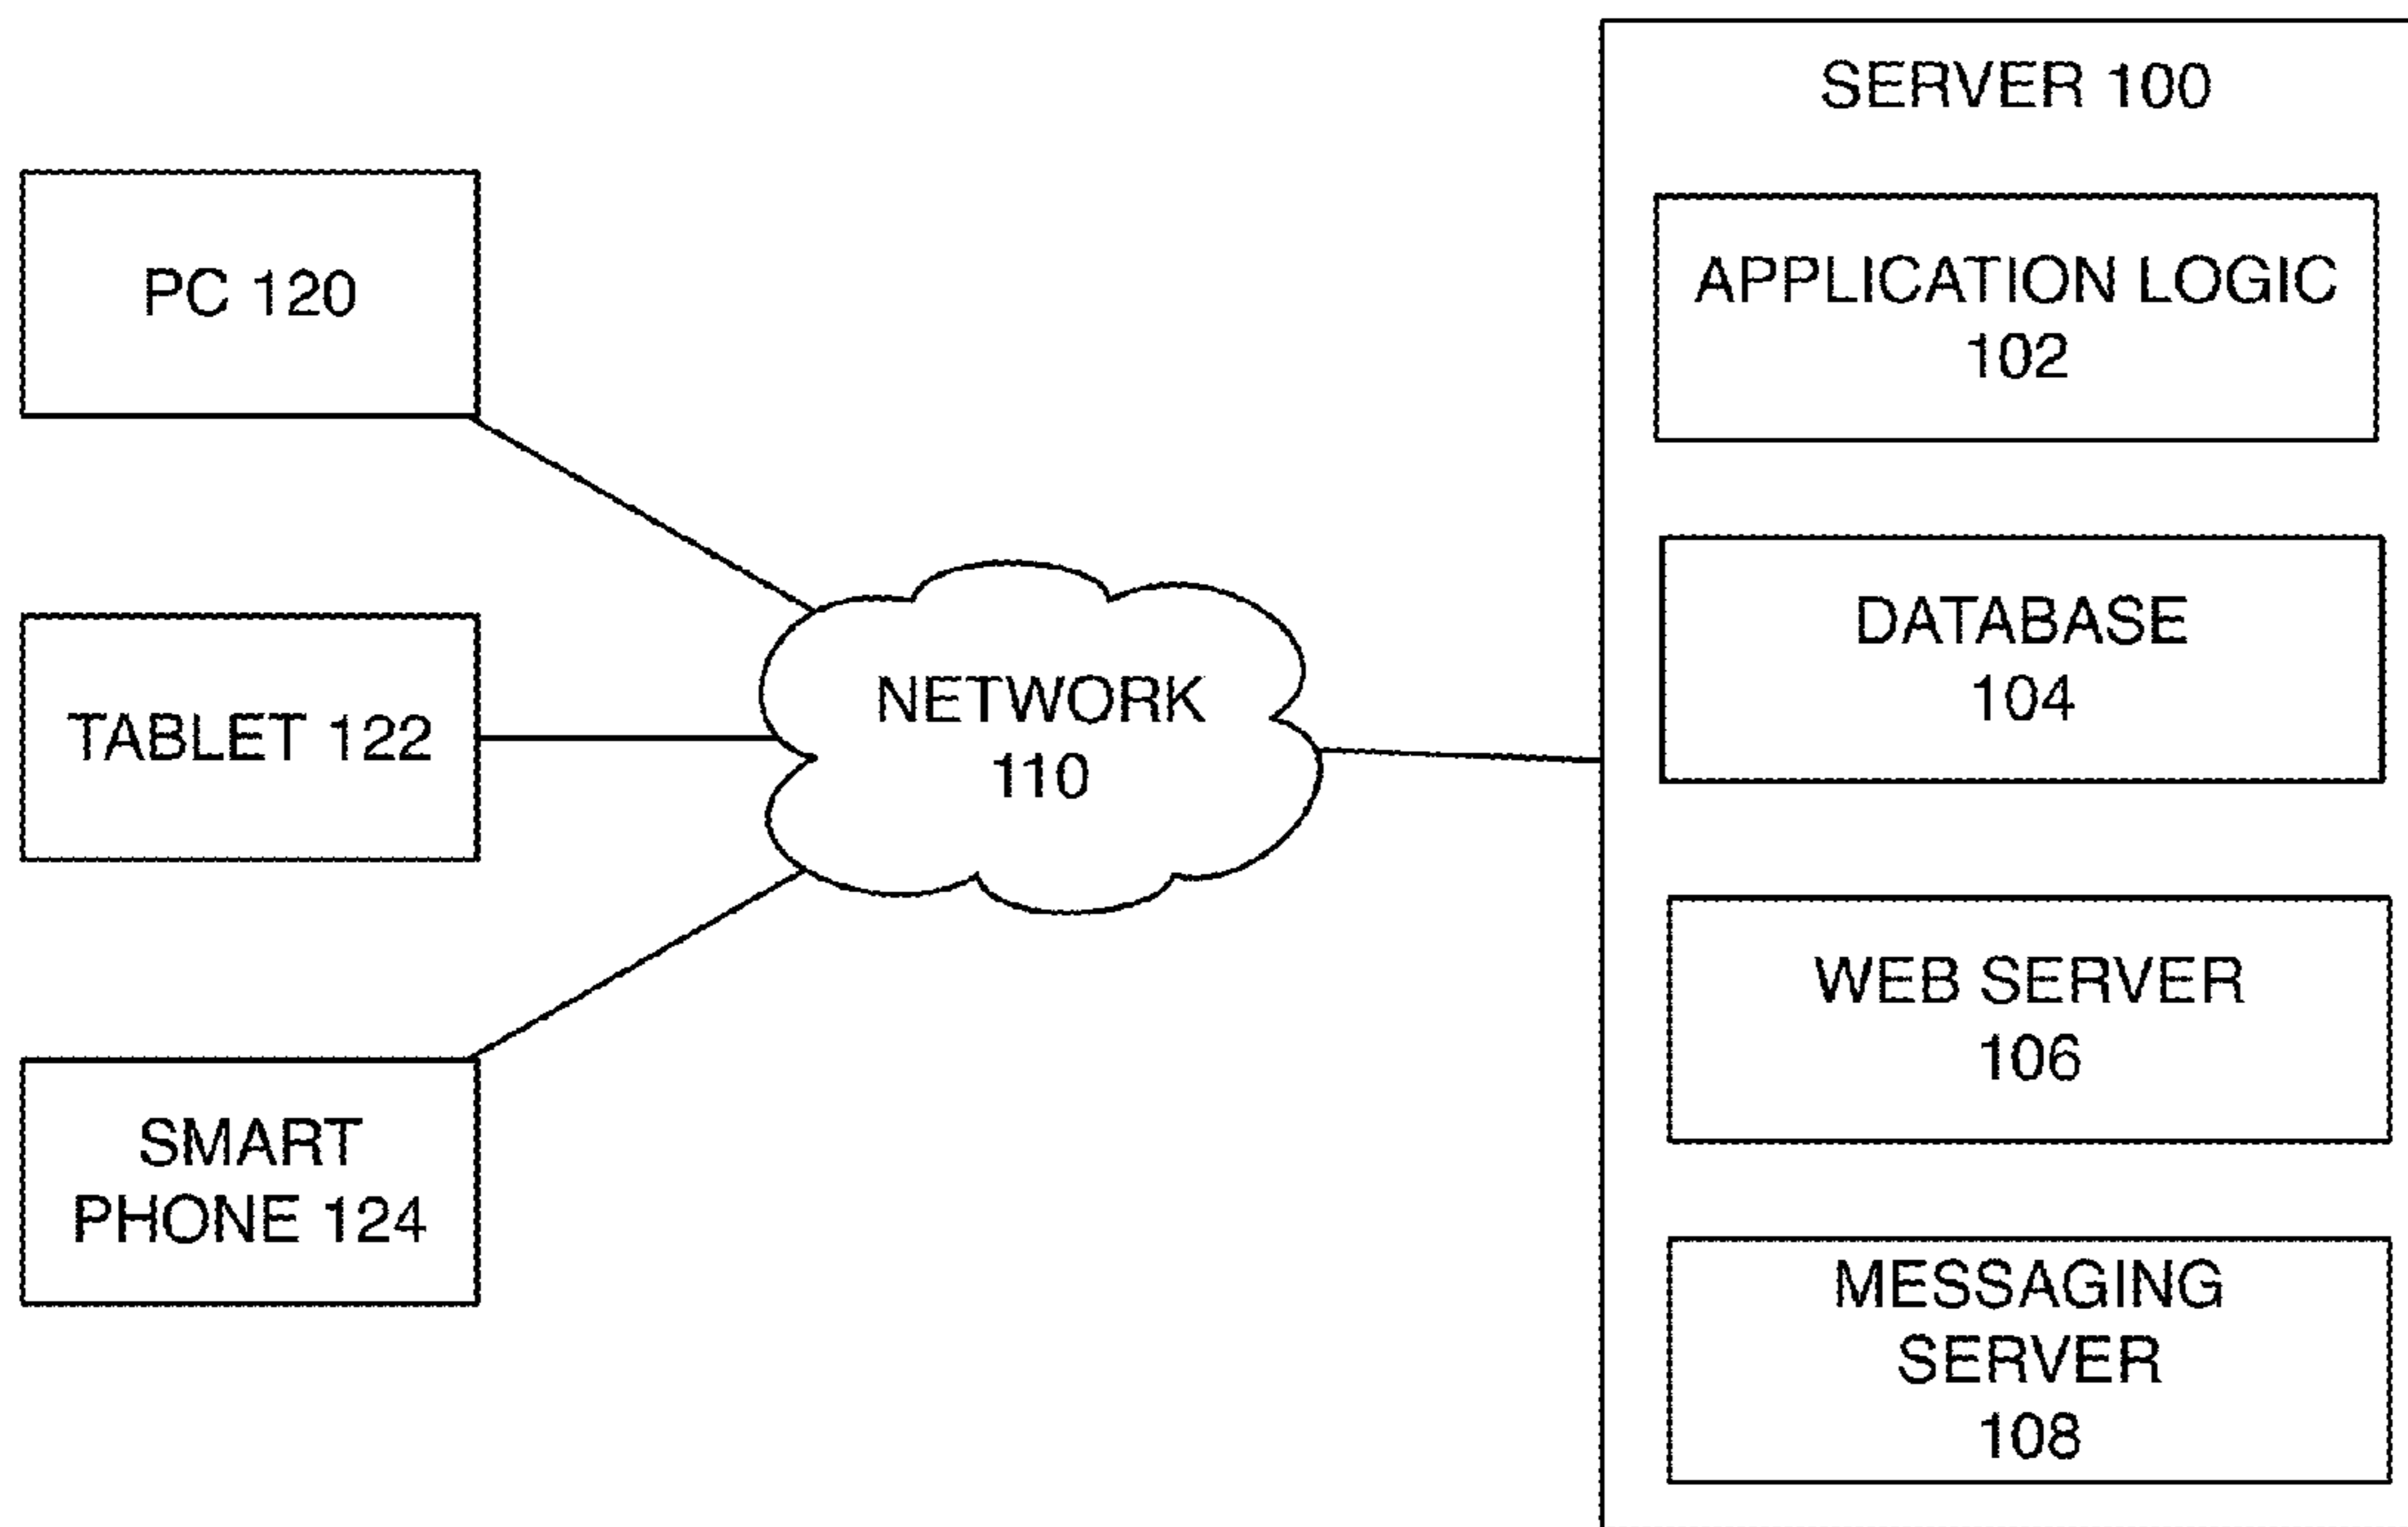 PC 120
TABLET 122
SMART
PHONE 124
NETWORK
110
SERVER 100
APPLICATION LOGIC
102
DATABASE
104
WEB SERVER
106
MESSAGING
SERVER
108